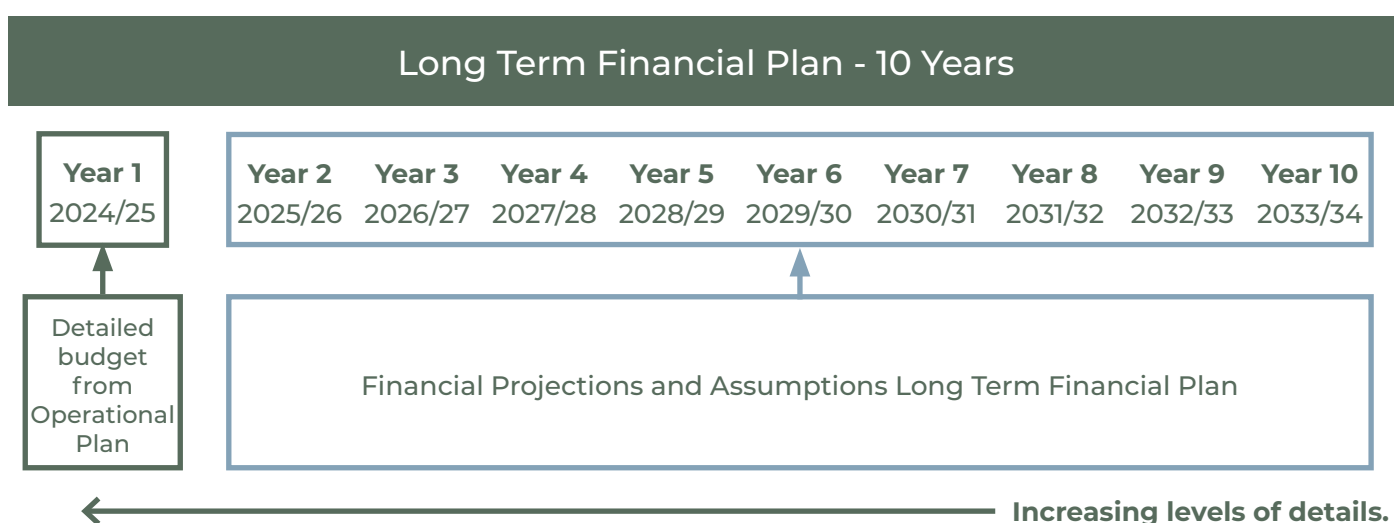 Long Term Financial Plan - 10 Years
Year 1
2024/25
Year 2 Year 3 Year 4 Year 5 Year 6 Year 7 Year 8 Year 9 Year 10
2025/26 2026/27 2027/28 2028/29 2029/30 2030/31 2031/32 2032/33 2033/34
Detailed
budget
from
Operational
Plan
Financial Projections and Assumptions Long Term Financial Plan
Increasing levels of details.